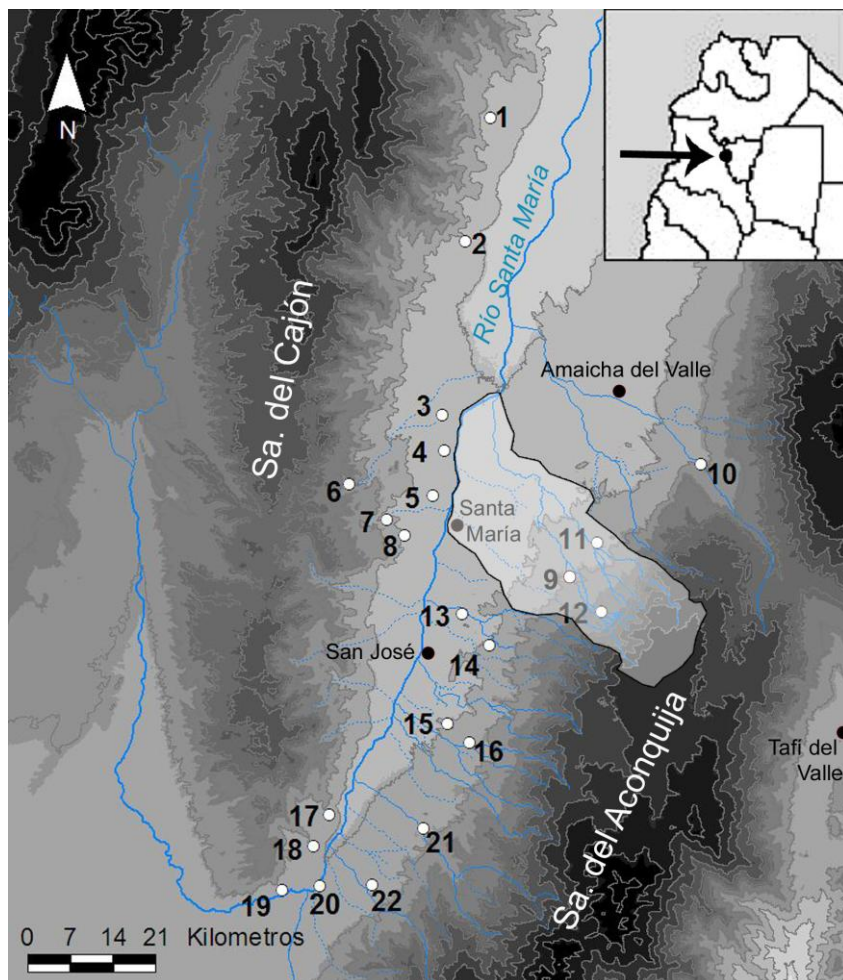 N
1
2
Río Santa María
Sa. del Cajón
Amaicha del Valle
3
4
10
6
5
7
Santa
María
8
11
9
12
13
San José
14
15
16
Tafí del
Valle
Sa. del Aconquija
17
21
18
19
20
22
0 7 14 21 Kilometros